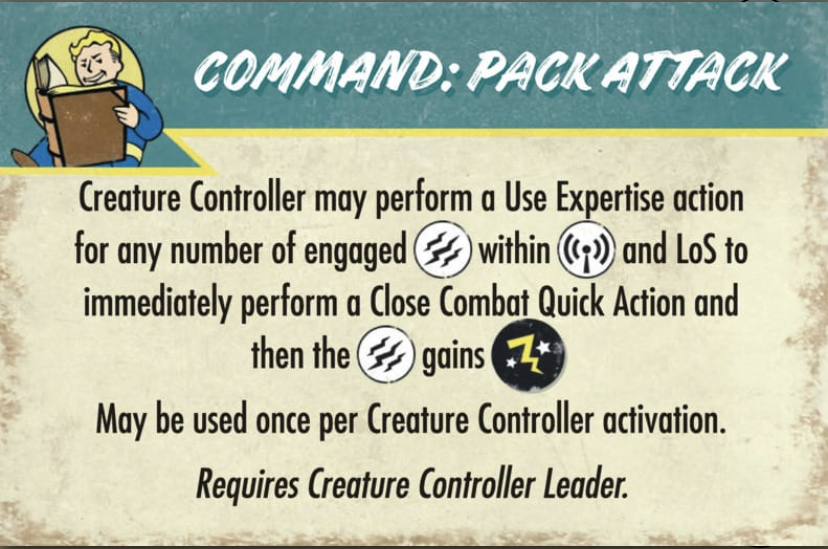 COMMAND: PACK ATTACK
Creature Controller may perform a Use Expertise action
for any number of engaged within and LoS to
immediately perform a Close Combat Quick Action and
then the gains
May be used once per Creature Controller activation.
Requires Creature Controller Leader.